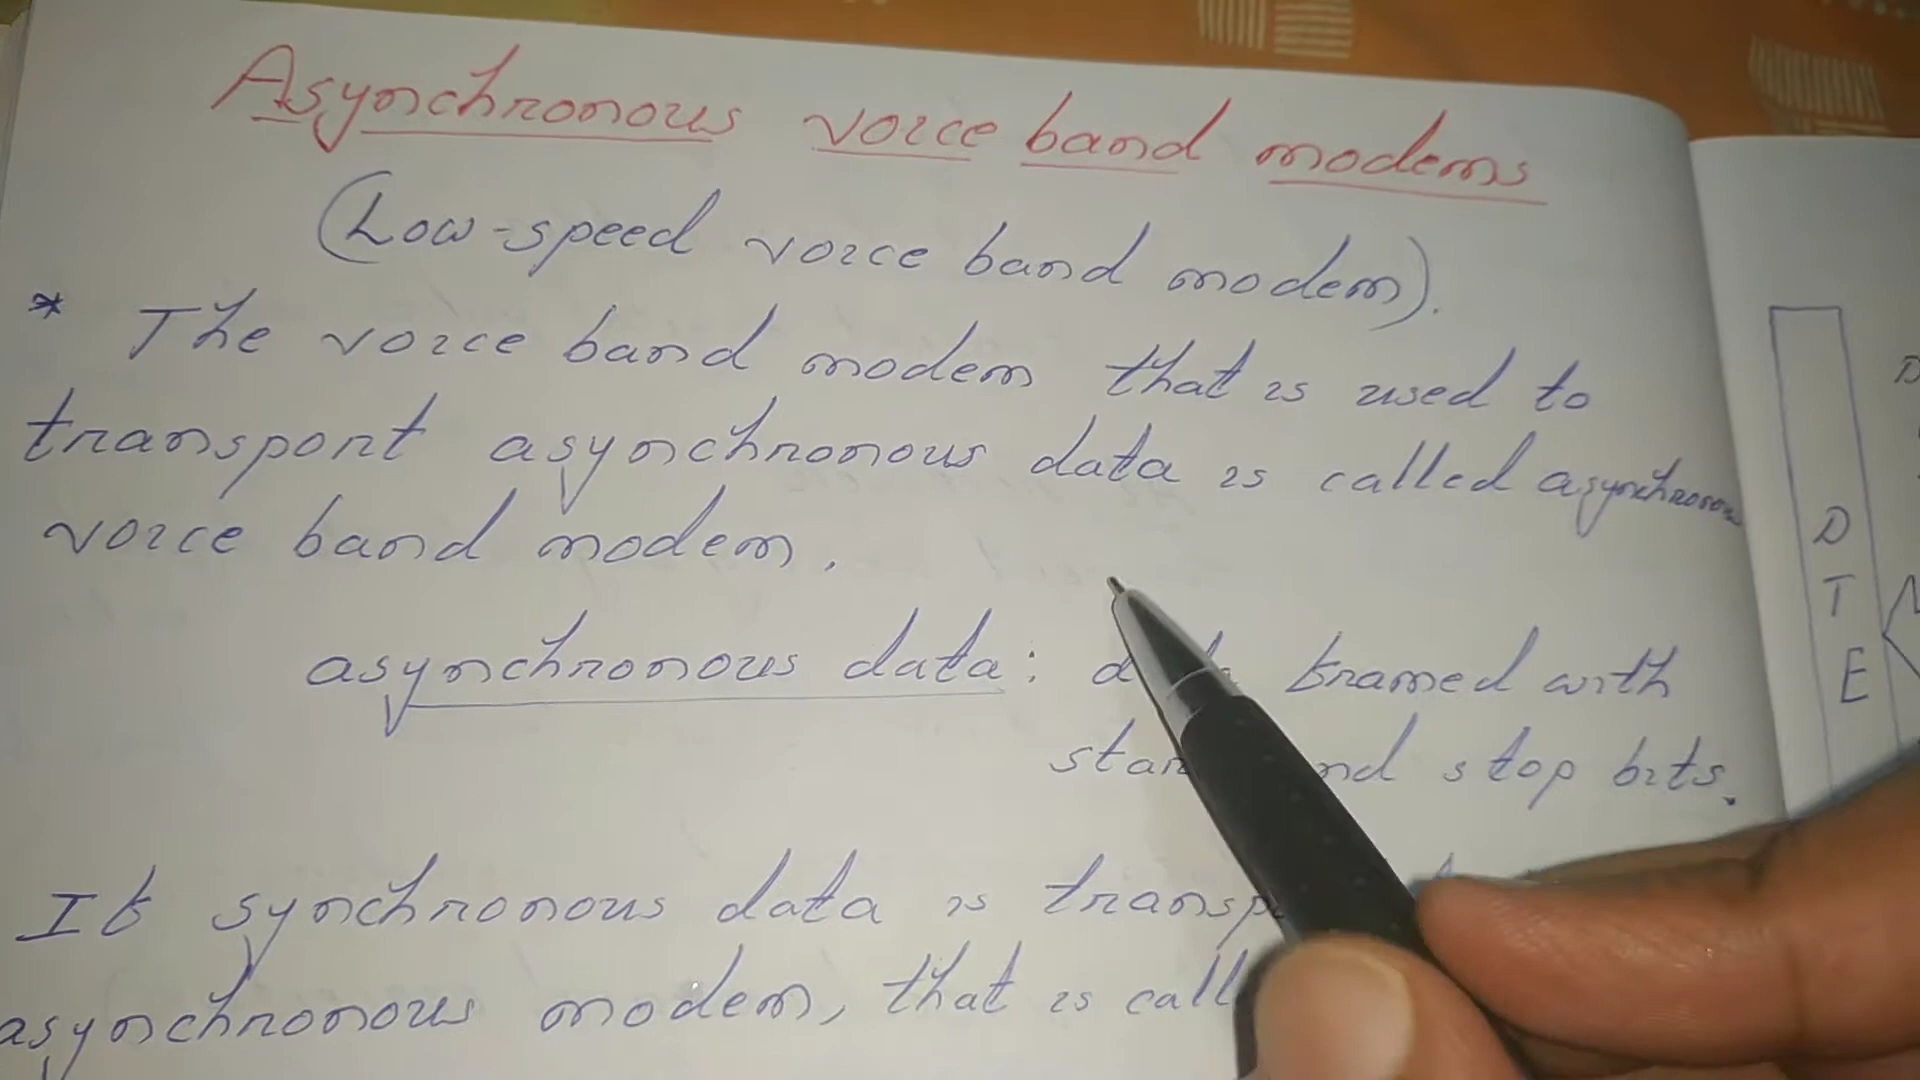 Asynchronous voice band modems
(Low-speed voice band modem).
* The voice band modem that is used to
transport asynchronous data is called asynchronous
voice band modem.
asynchronous data: framed with
and stop bits.
If synchronous data is
asynchronous modem, that is
D
T
E